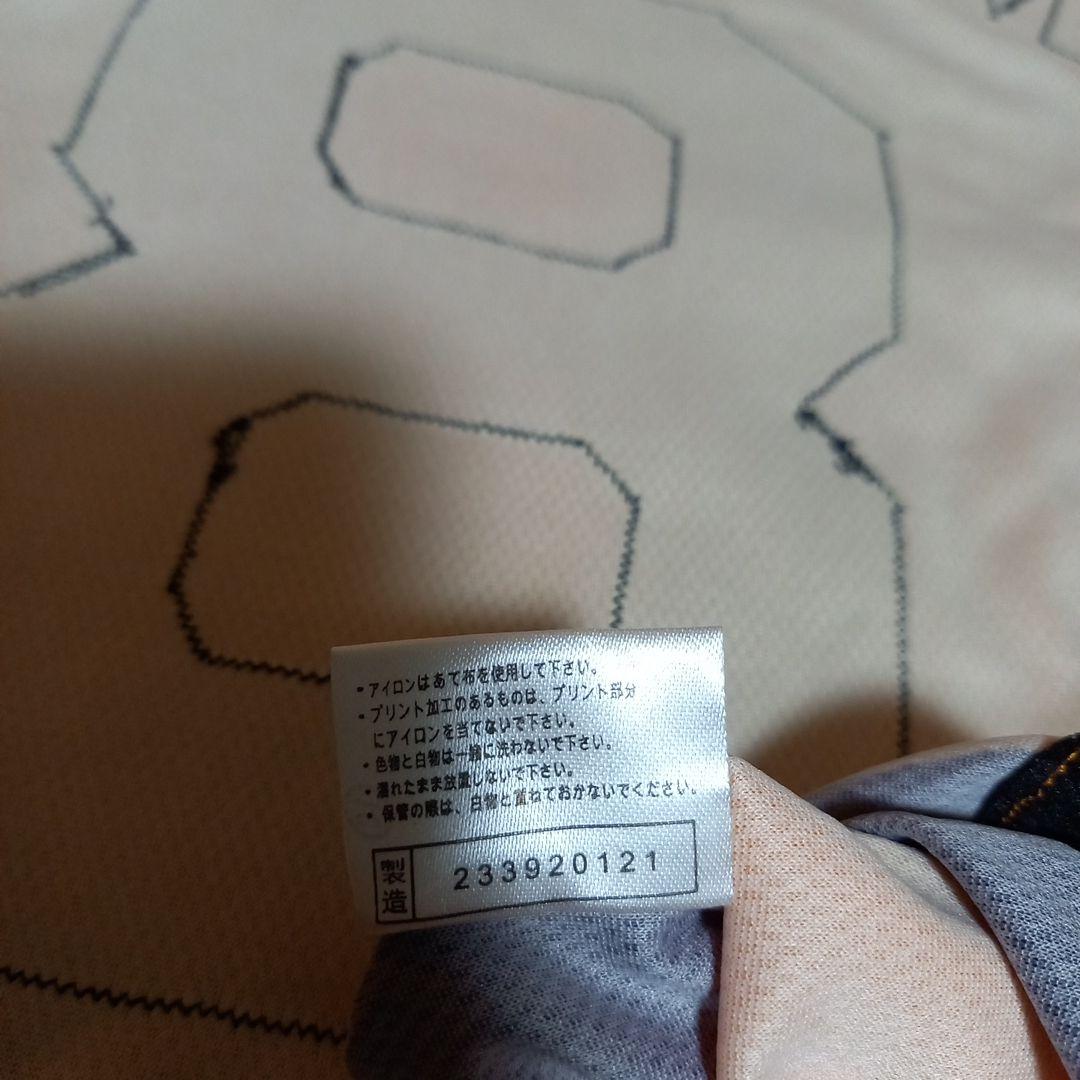 ・アイロンはあて布を使用して下さい。
・プリント加工のあるものは、プリント部分
にアイロンを当てないで下さい。
・色物と白物は一緒に洗わないで下さい。
・濡れたまま放置しないで下さい。
・保管の際は、白物と重ねておかないでください。
製造 233920121